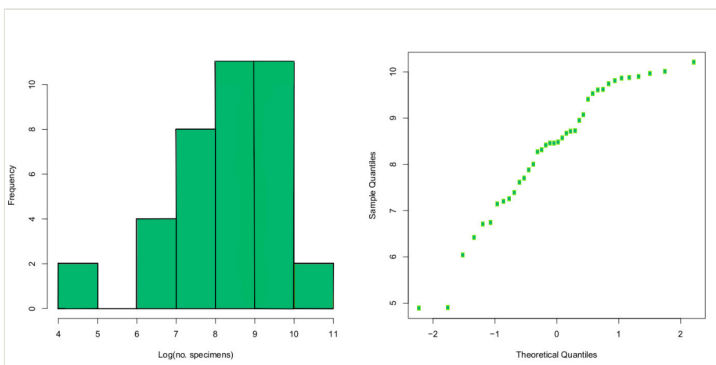 Frequency
10
8
6
4
2
0
4 5 6 7 8 9 10 11
Log(no. specimens)
Sample Quantiles
10
9
8
7
6
5
−2 −1 0 1 2
Theoretical Quantiles